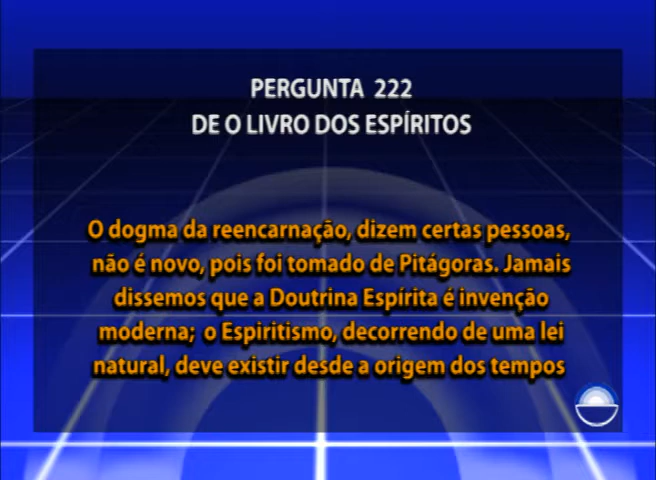 PERGUNTA 222
DE O LIVRO DOS ESPÍRITOS
O dogma da reencarnação, dizem certas pessoas,
não é novo, pois foi tomado de Pitágoras. Jamais
dissemos que a Doutrina Espírita é invenção
moderna; o Espiritismo, decorrendo de uma lei
natural, deve existir desde a origem dos tempos